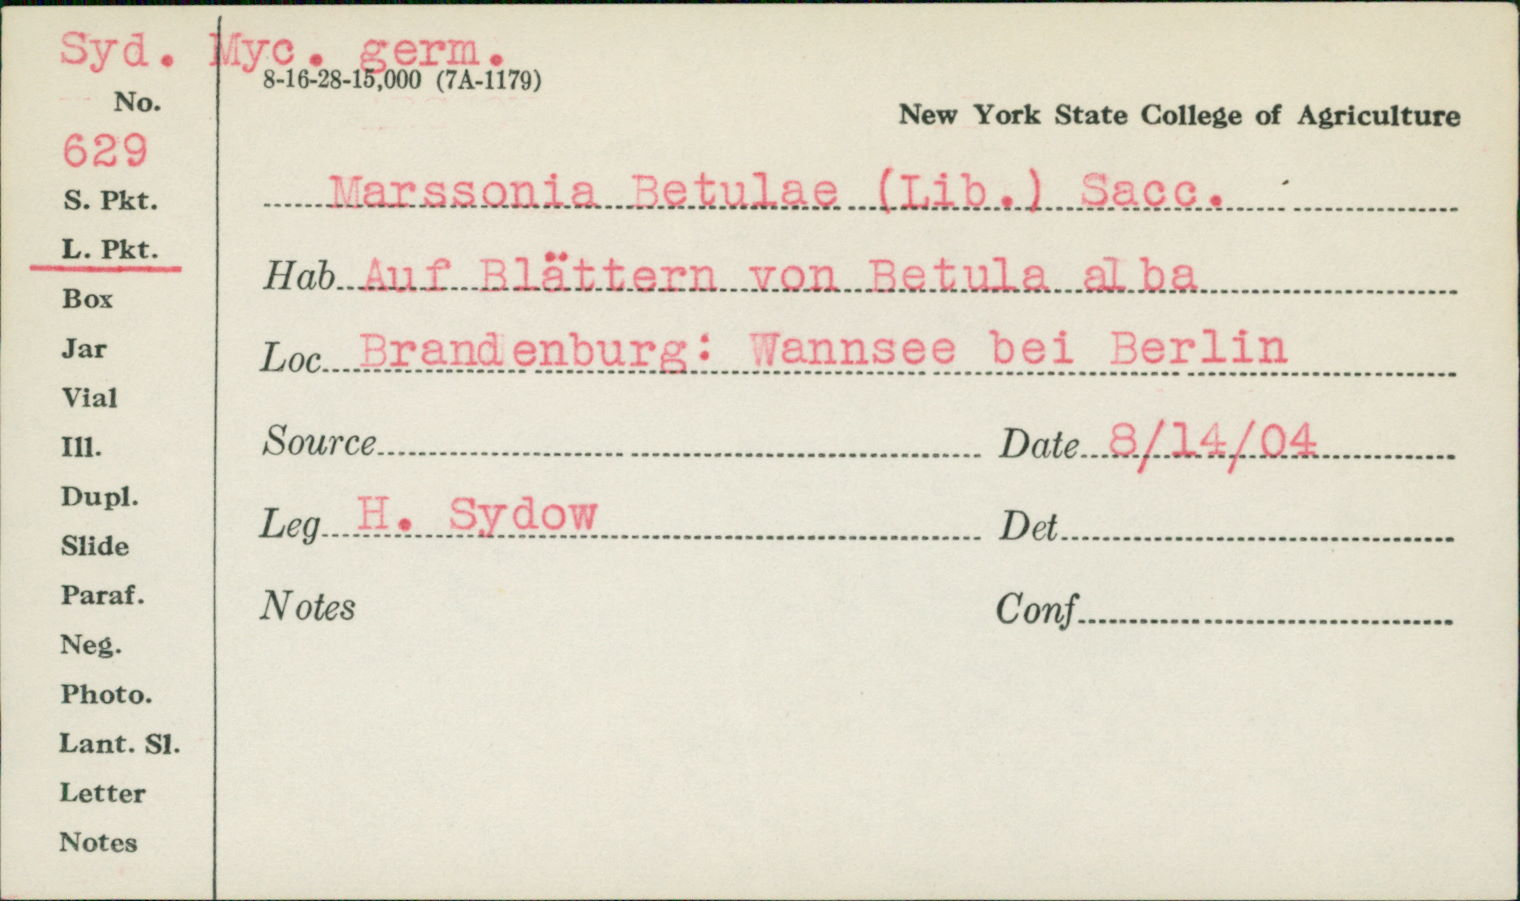 Syd. Myc. germ.
8-16-28-15,000 (7A-1179)
No.
New York State College of Agriculture
629
S. Pkt.
Marssonia Betulae (Lib.) Sacc.
L. Pkt.
Hab Auf Blättern von Betula alba
Box
Jar
Loc Brandenburg: Wannsee bei Berlin
Vial
Ill.
Source Date 8/14/04
Dupl.
Leg H. Sydow Det
Slide
Paraf.
Notes Conf
Neg.
Photo.
Lant. Sl.
Letter
Notes